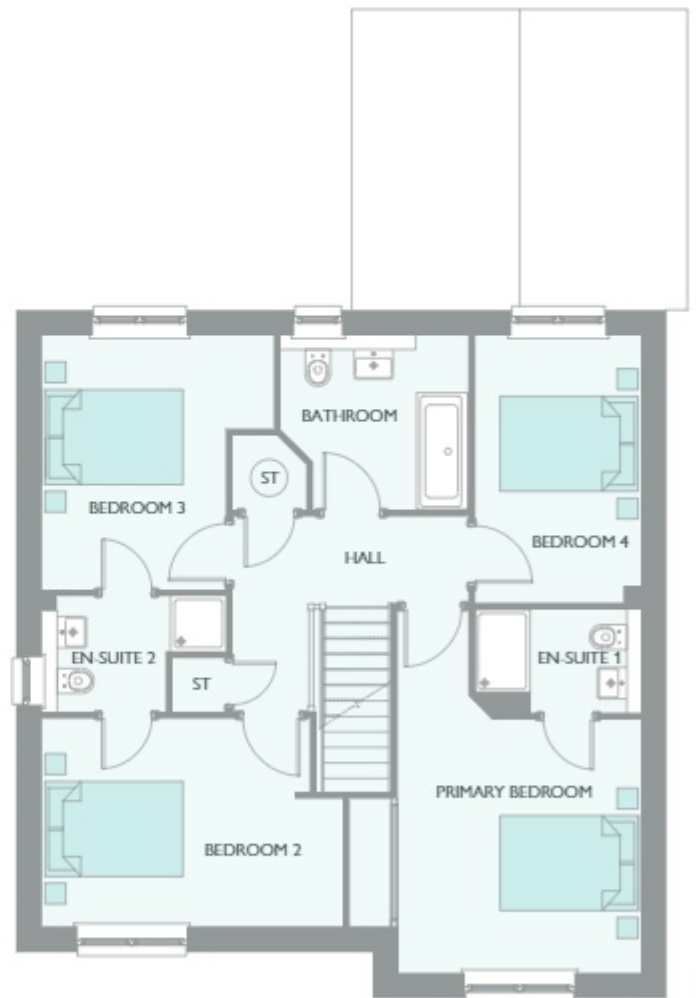 BATHROOM
ST
BEDROOM 3
BEDROOM 4
HALL
EN-SUITE 2
EN-SUITE 1
ST
PRIMARY BEDROOM
BEDROOM 2